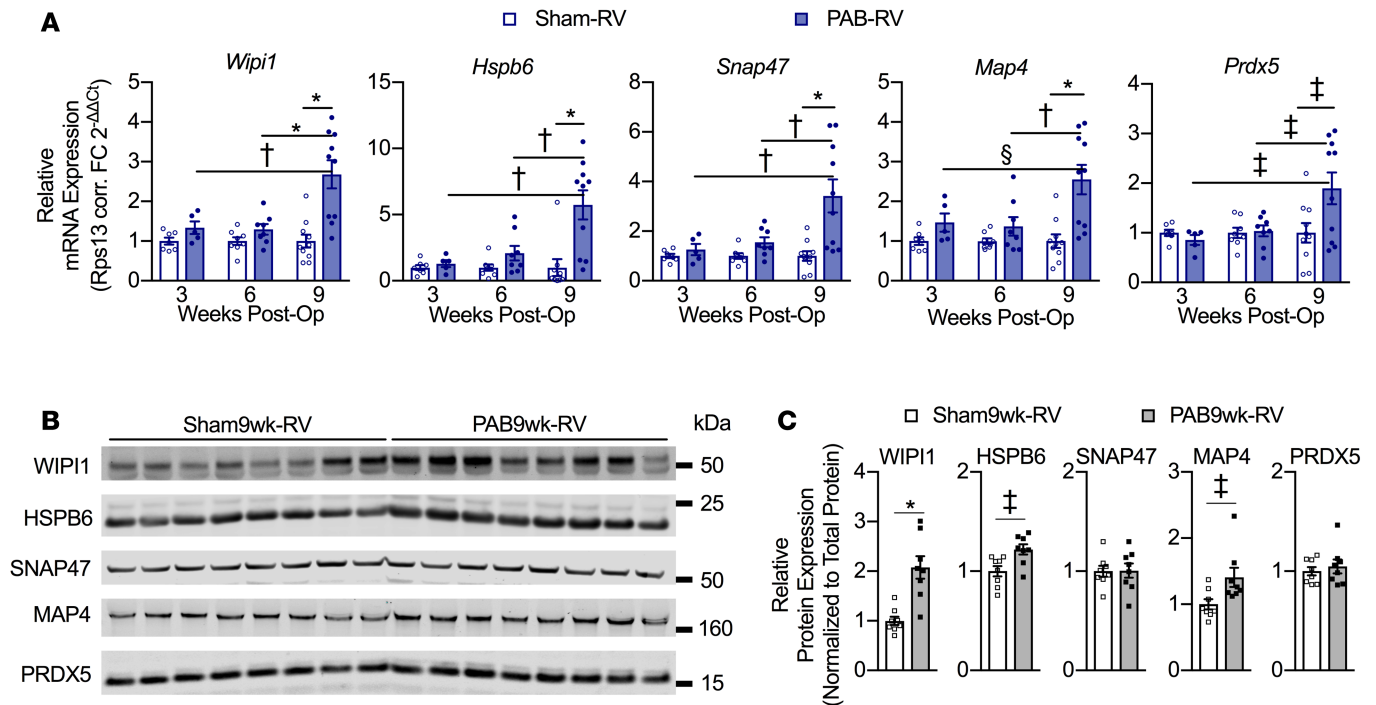 A
Sham-RV
PAB-RV
Relative
mRNA Expression
(Rps13 corr. FC 2-ΔΔCt)
Wipi1
5
4
3
2
1
0
*
*
†
3 6 9
Weeks Post-Op
Hspb6
15
10
5
0
*
†
†
3 6 9
Weeks Post-Op
Snap47
8
6
4
2
0
*
†
†
3 6 9
Weeks Post-Op
Map4
5
4
3
2
1
0
*
†
§
3 6 9
Weeks Post-Op
Prdx5
4
3
2
1
0
‡
‡
‡
3 6 9
Weeks Post-Op
B
Sham9wk-RV PAB9wk-RV kDa
WIPI1 50
HSPB6 25
SNAP47 50
MAP4 160
PRDX5 15
C
Sham9wk-RV
PAB9wk-RV
Relative
Protein Expression
(Normalized to Total Protein)
WIPI1
4
3
2
1
0
*
HSPB6
2
1
0
‡
SNAP47
2
1
0
MAP4
3
2
1
0
‡
PRDX5
2
1
0